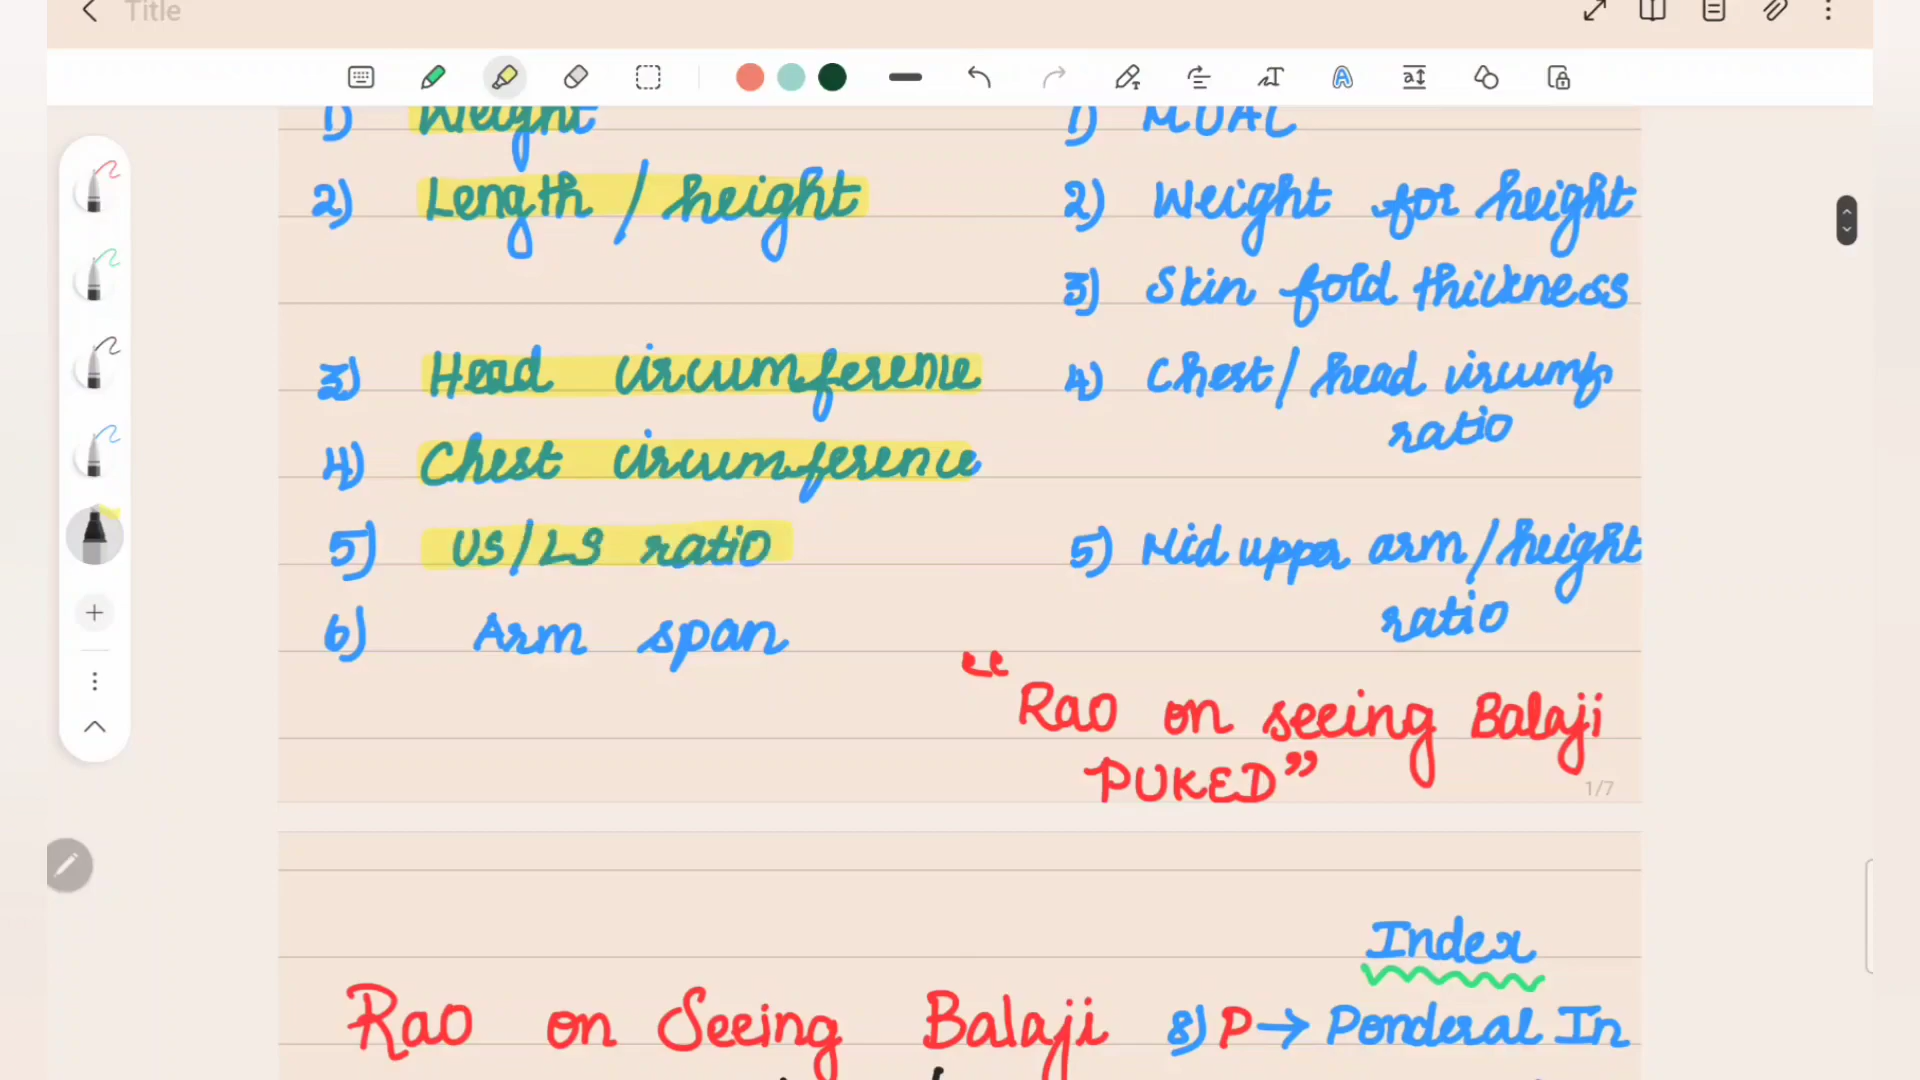 Title
1) Weight
1) MUAC
2) Length / height
2) Weight for height
3) Skin fold thickness
3) Head circumference
4) Chest / head circumf
ratio
4) Chest circumference
5) US/LS ratio
5) Mid upper arm / height
ratio
6) Arm span
“Rao on seeing Balaji
PUKED”
1/7
Index
Rao on Seeing Balaji
8) P → Ponderal In